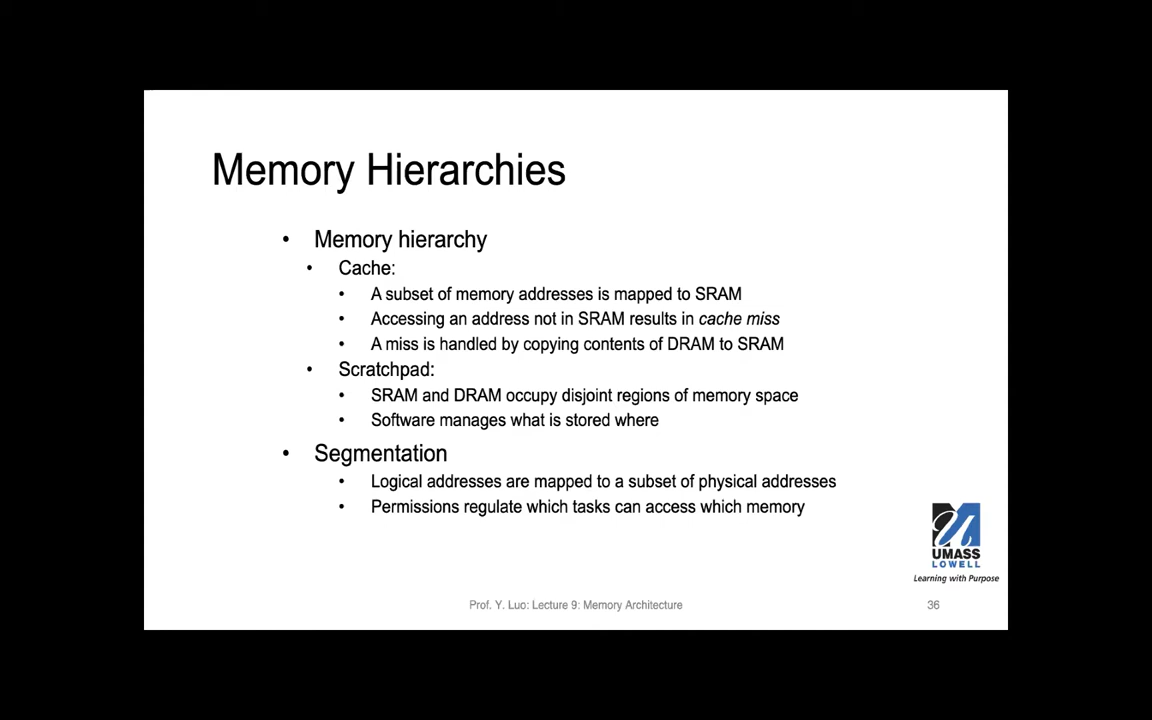 Memory Hierarchies
• Memory hierarchy
• Cache:
• A subset of memory addresses is mapped to SRAM
• Accessing an address not in SRAM results in cache miss
• A miss is handled by copying contents of DRAM to SRAM
• Scratchpad:
• SRAM and DRAM occupy disjoint regions of memory space
• Software manages what is stored where
• Segmentation
• Logical addresses are mapped to a subset of physical addresses
• Permissions regulate which tasks can access which memory
UMASS
LOWELL
Learning with Purpose
Prof. Y. Luo: Lecture 9: Memory Architecture
36